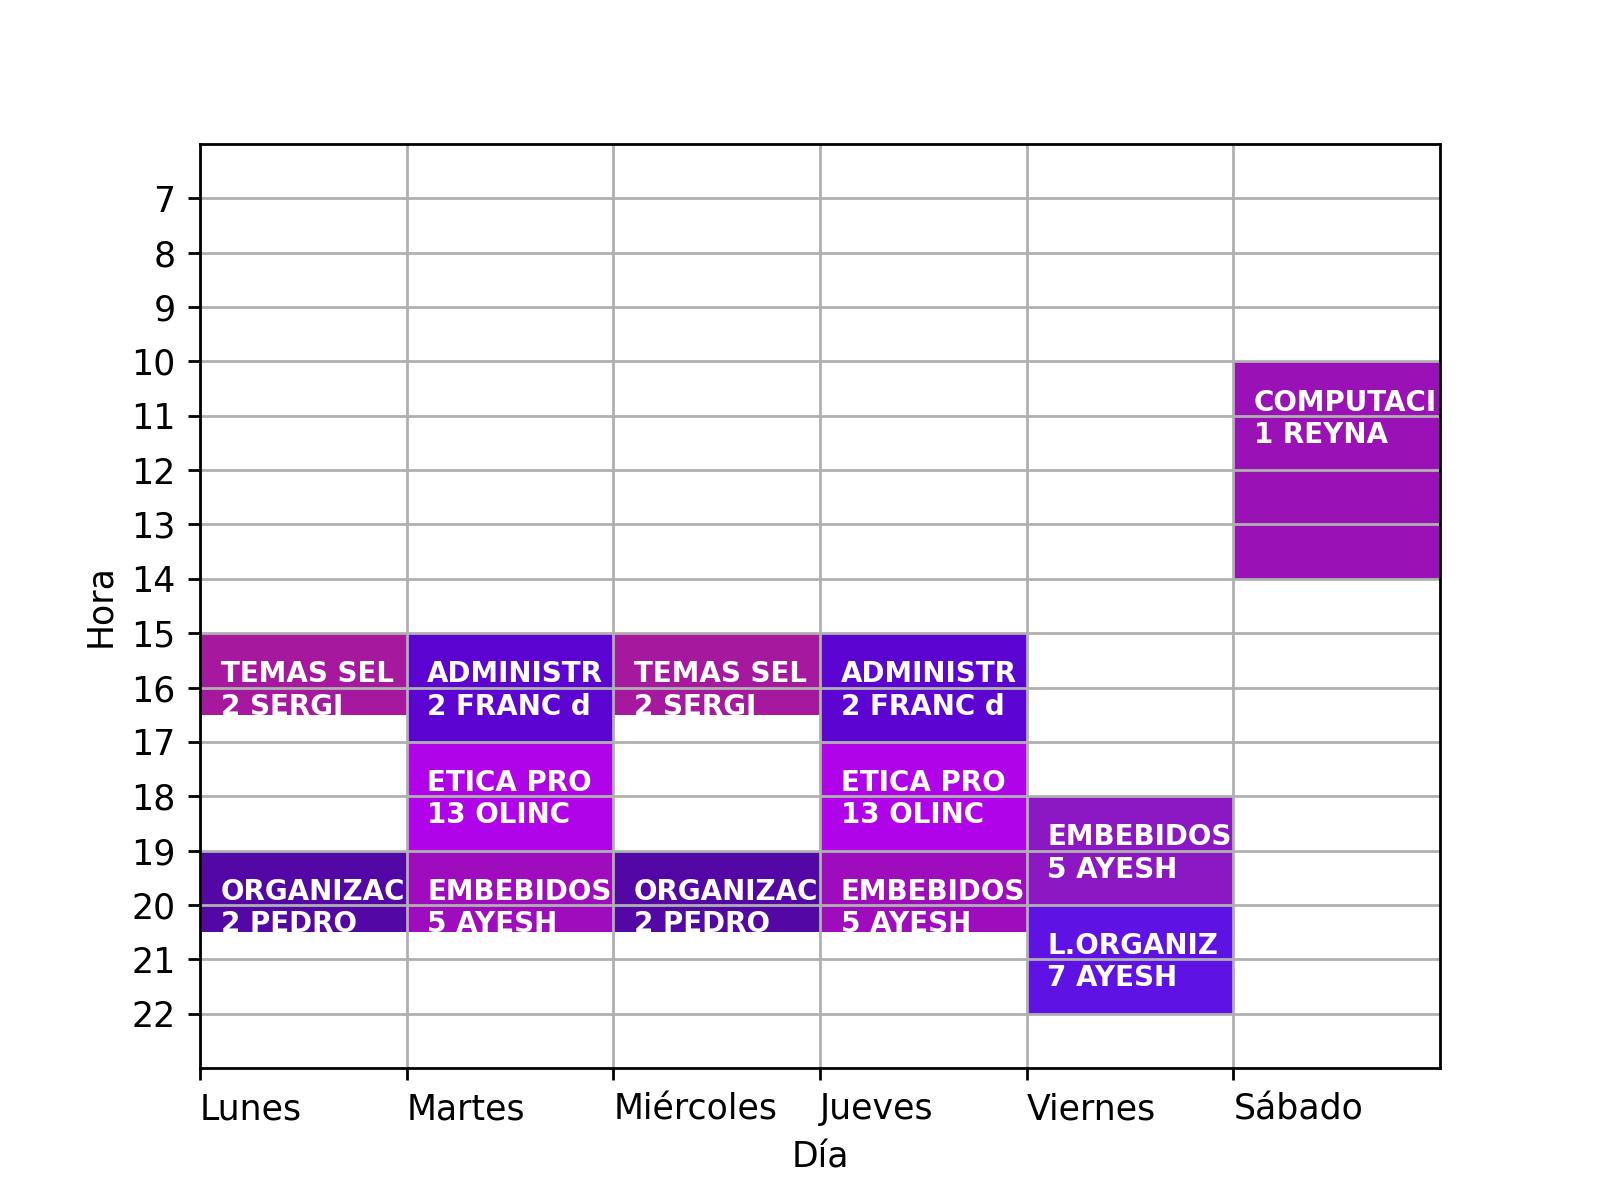 7
8
9
10
COMPUTACI
11
1 REYNA
12
13
14
Hora
15
TEMAS SEL ADMINISTR TEMAS SEL ADMINISTR
16
2 SERGI 2 FRANC d 2 SERGI 2 FRANC d
17
ETICA PRO ETICA PRO
18
13 OLINC 13 OLINC
EMBEBIDOS
19
5 AYESH
ORGANIZAC EMBEBIDOS ORGANIZAC EMBEBIDOS
20
2 PEDRO 5 AYESH 2 PEDRO 5 AYESH
L.ORGANIZ
21
7 AYESH
22
Lunes Martes Miércoles Jueves Viernes Sábado
Día